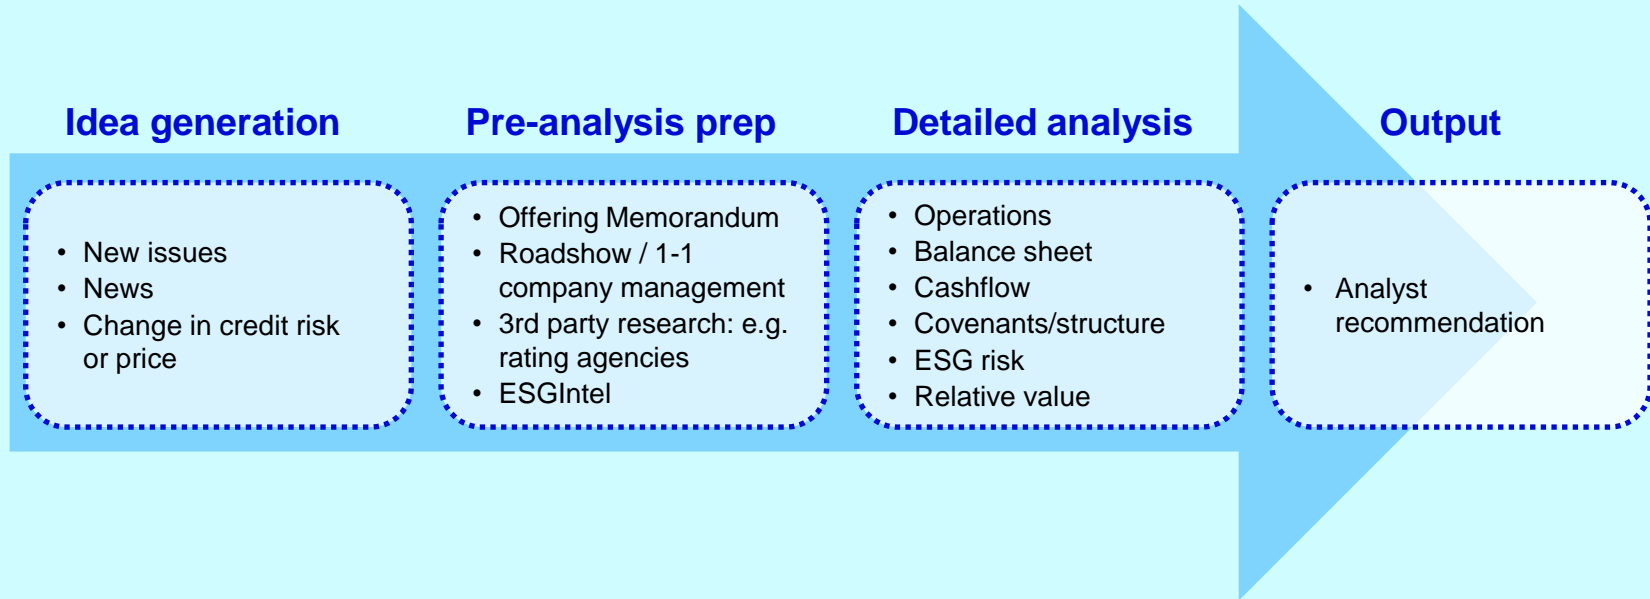 Idea generation
• New issues
• News
• Change in credit risk
or price
Pre-analysis prep
• Offering Memorandum
• Roadshow / 1-1
company management
• 3rd party research: e.g.
rating agencies
• ESGIntel
Detailed analysis
• Operations
• Balance sheet
• Cashflow
• Covenants/structure
• ESG risk
• Relative value
Output
• Analyst
recommendation